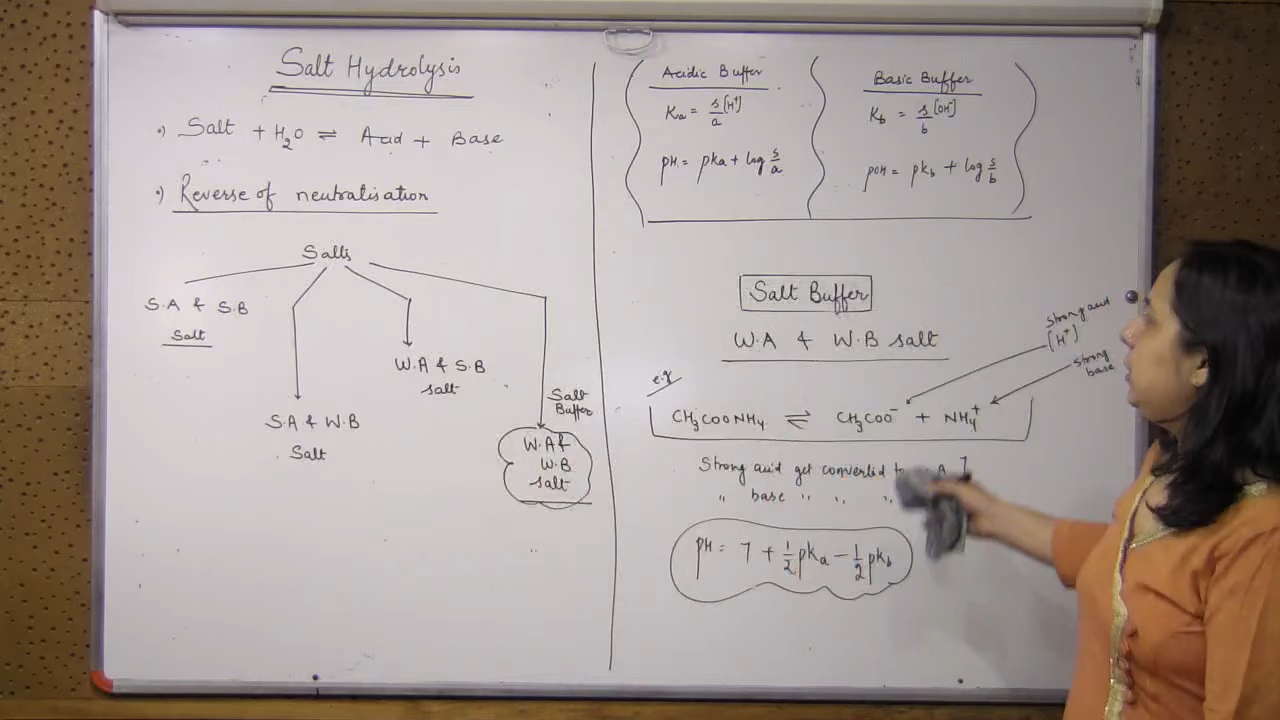 Salt Hydrolysis
•) Salt + H₂O ⇌ Acid + Base
•) Reverse of neutralisation
Salts
S.A & S.B
Salt
S.A & W.B
Salt
W.A & S.B
Salt
Salt
Buffer
W.A &
W.B
Salt
Acidic Buffer
Ka = s/a [H⁺]
pH = pKa + log s/a
Basic Buffer
Kb = s/b [OH⁻]
pOH = pKb + log s/b
Salt Buffer
W.A & W.B salt
Strong acid
(H⁺)
Strong
base
e.g
CH₃COONH₄ ⇌ CH₃COO⁻ + NH₄⁺
Strong acid get converted to A
" base " " "
pH = 7 + 1/2 pKa − 1/2 pKb